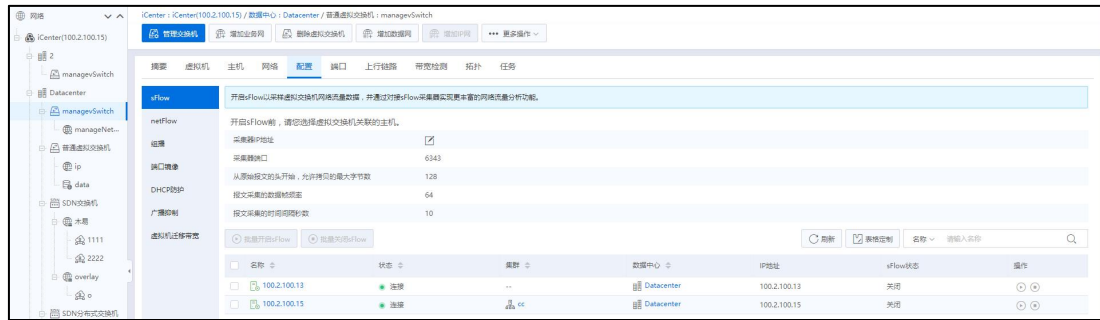 网络
iCenter : iCenter(100.2.100.15) / 数据中心 : Datacenter / 普通虚拟交换机 : managevSwitch
iCenter(100.2.100.15)
管理交换机 增加业务网 删除虚拟交换机 增加数据网 增加IP网 ••• 更多操作
2
managevSwitch
摘要 虚拟机 主机 网络 配置 端口 上行链路 带宽检测 拓扑 任务
Datacenter
managevSwitch
manageNet...
普通虚拟交换机
ip
data
SDN交换机
木易
1111
2222
overlay
o
SDN分布式交换机
sFlow
netFlow
组播
端口镜像
DHCP防护
广播抑制
虚拟机迁移带宽
开启sFlow以采样虚拟交换机网络流量数据，并通过对接sFlow采集器实现更丰富的网络流量分析功能。
开启sFlow前，请您选择虚拟交换机关联的主机。
采集器IP地址
采集器端口 6343
从原始报文的头开始，允许拷贝的最大字节数 128
报文采集的数据帧频率 64
报文采集的时间间隔秒数 10
批量开启sFlow 批量关闭sFlow 刷新 表格定制 名称 请输入名称
名称 状态 集群 数据中心 IP地址 sFlow状态 操作
100.2.100.13 连接 -- Datacenter 100.2.100.13 关闭
100.2.100.15 连接 cc Datacenter 100.2.100.15 关闭